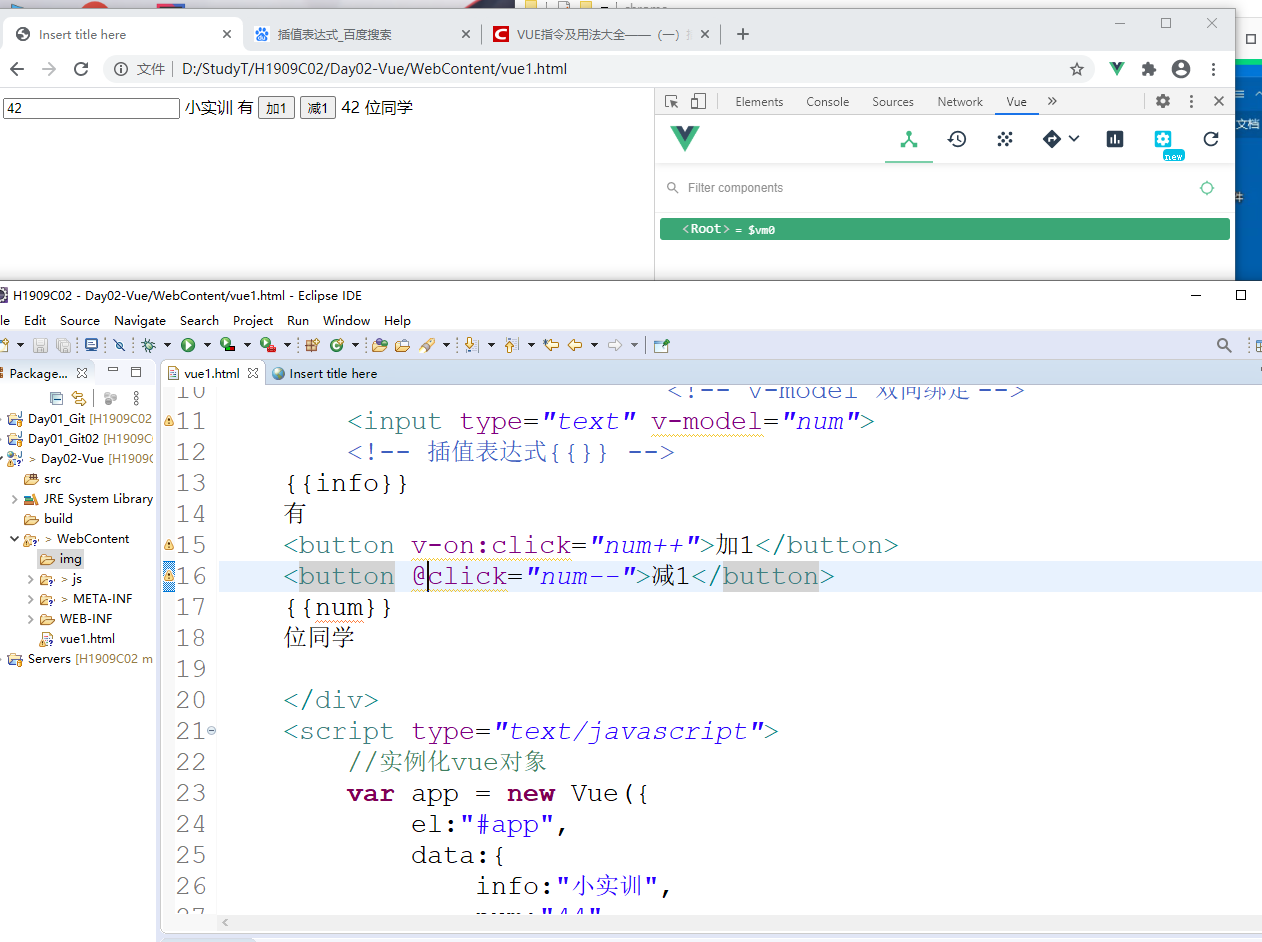 chrome
Insert title here
插值表达式_百度搜索
VUE指令及用法大全——（一）
文件 D:/StudyT/H1909C02/Day02-Vue/WebContent/vue1.html
42 小实训 有 加1 减1 42 位同学
Elements Console Sources Network Vue »
文档
new
Filter components
件
<Root> = $vm0
H1909C02 - Day02-Vue/WebContent/vue1.html - Eclipse IDE
le Edit Source Navigate Search Project Run Window Help
Package...
vue1.html
Insert title here
Day01_Git [H1909C02
Day01_Git02 [H1909C
> Day02-Vue [H1909C
src
JRE System Library
build
> WebContent
img
> js
> META-INF
WEB-INF
vue1.html
Servers [H1909C02 m
10 <!-- v-model 双向绑定 -->
11 <input type="text" v-model="num">
12 <!-- 插值表达式{{}} -->
13 {{info}}
14 有
15 <button v-on:click="num++">加1</button>
16 <button @click="num--">减1</button>
17 {{num}}
18 位同学
19
20 </div>
21 <script type="text/javascript">
22 //实例化vue对象
23 var app = new Vue({
24 el:"#app",
25 data:{
26 info:"小实训",
27 num:"44"